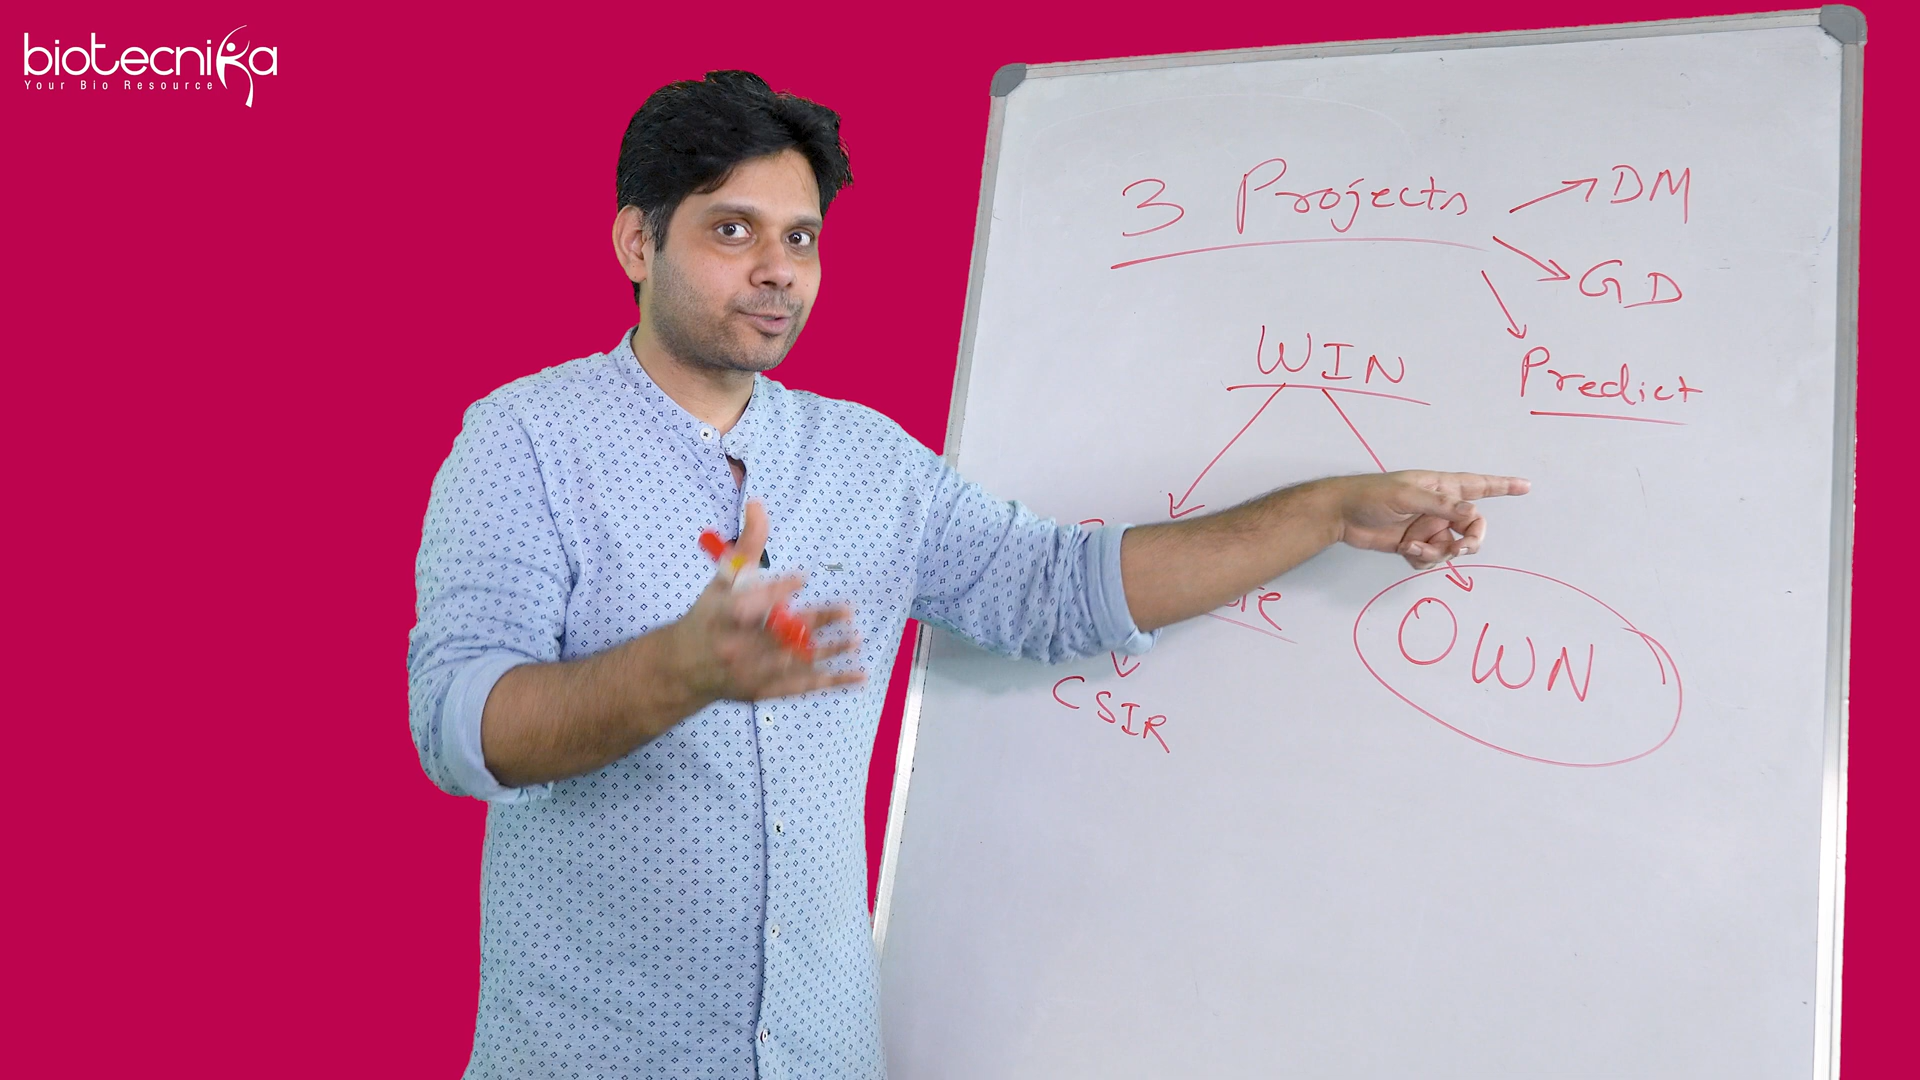 biotecnika
Your Bio Resource
3 Projects
DM
GD
Predict
WIN
OWN
CSIR